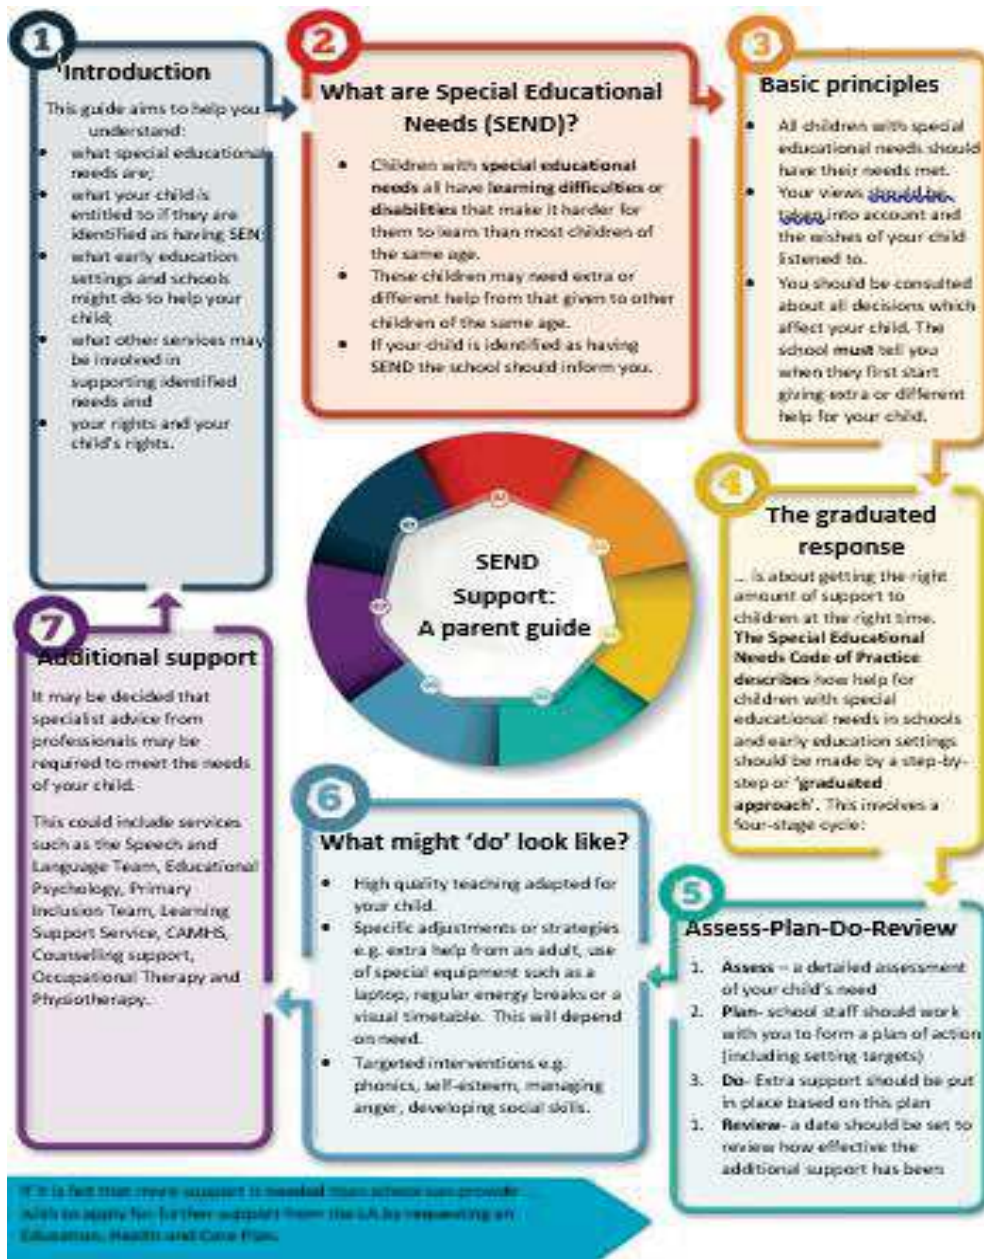 1
Introduction
This guide aims to help you
understand:
• what special educational
needs are;
• what your child is
entitled to if they are
identified as having SEN;
• what early education
settings and schools
might do to help your
child;
• what other services may
be involved in
supporting identified
needs and
• your rights and your
child's rights.
2
What are Special Educational
Needs (SEND)?
• Children with special educational
needs all have learning difficulties or
disabilities that make it harder for
them to learn than most children of
the same age.
• These children may need extra or
different help from that given to other
children of the same age.
• If your child is identified as having
SEND the school should inform you.
3
Basic principles
• All children with special
educational needs should
have their needs met.
• Your views should be
taken into account and
the wishes of your child
listened to.
• You should be consulted
about all decisions which
affect your child. The
school must tell you
when they first start
giving extra or different
help for your child.
SEND
Support:
A parent guide
4
The graduated
response
... is about getting the right
amount of support to
children at the right time.
The Special Educational
Needs Code of Practice
describes how help for
children with special
educational needs in schools
and early education settings
should be made by a step-by-
step or 'graduated
approach'. This involves a
four-stage cycle:
5
Assess-Plan-Do-Review
1. Assess – a detailed assessment
of your child's need
2. Plan- school staff should work
with you to form a plan of action
(including setting targets)
3. Do- Extra support should be put
in place based on this plan
1. Review- a date should be set to
review how effective the
additional support has been
6
What might 'do' look like?
• High quality teaching adapted for
your child.
• Specific adjustments or strategies
e.g. extra help from an adult, use
of special equipment such as a
laptop, regular energy breaks or a
visual timetable. This will depend
on need.
• Targeted interventions e.g.
phonics, self-esteem, managing
anger, developing social skills.
7
Additional support
It may be decided that
specialist advice from
professionals may be
required to meet the needs
of your child.
This could include services
such as the Speech and
Language Team, Educational
Psychology, Primary
Inclusion Team, Learning
Support Service, CAMHS,
Counselling support,
Occupational Therapy and
Physiotherapy.
If it is felt that more support is needed than school can provide
wish to apply for further support from the LA by requesting an
Education, Health and Care Plan.